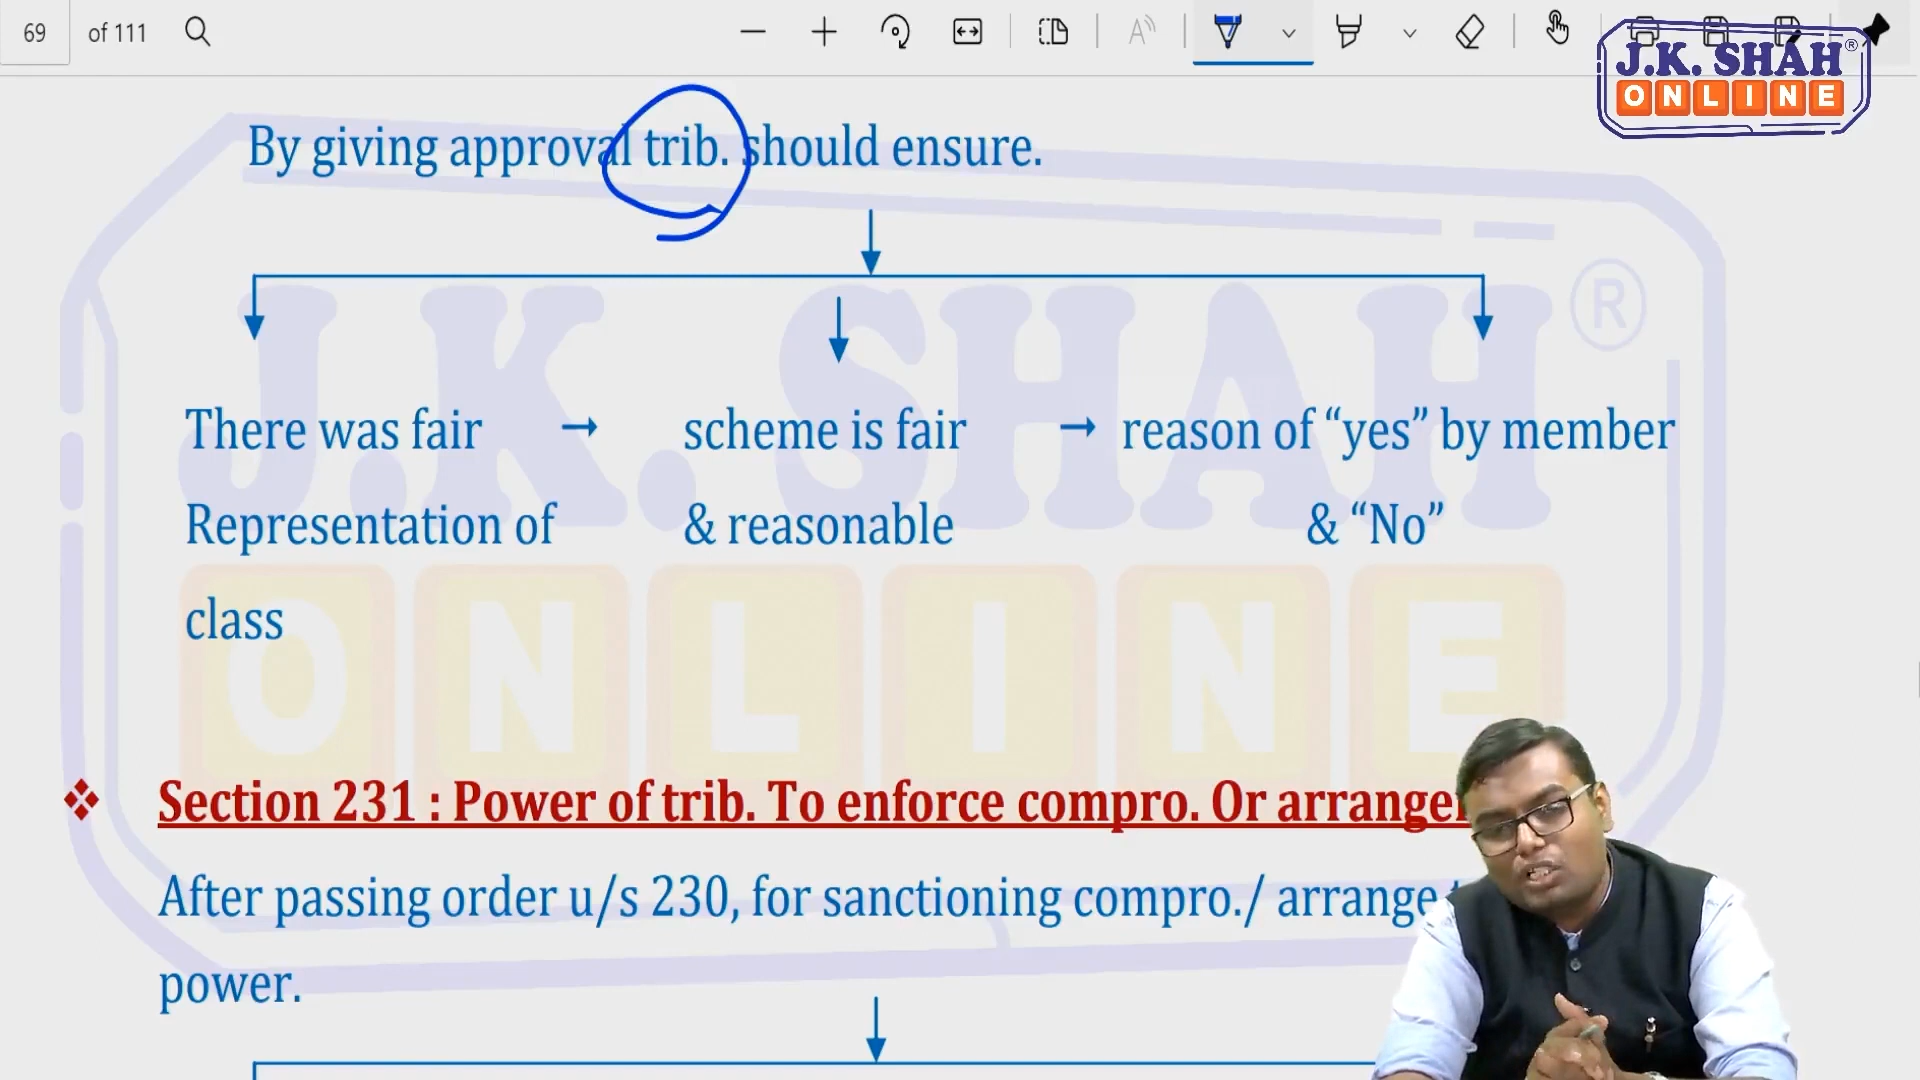 69 of 111
J.K. SHAH®
ONLINE
By giving approval trib. should ensure.
There was fair → scheme is fair → reason of “yes” by member
Representation of & reasonable & “No”
class
J.K. SHAH ®
ONLINE
Section 231 : Power of trib. To enforce compro. Or
After passing order u/s 230, for sanctioning compro./ arrange
power.